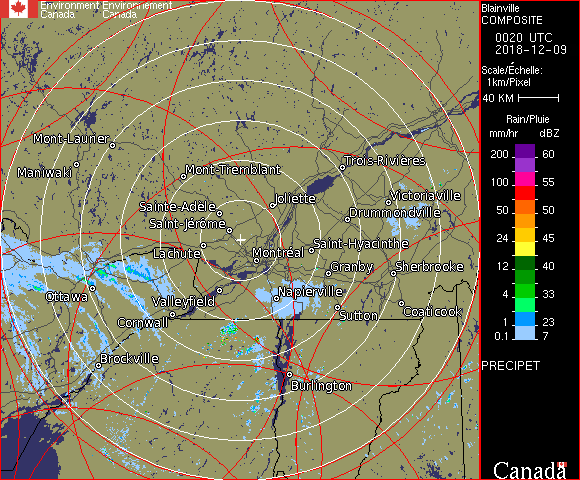 Environment Environnement
Canada Canada
Blainville
COMPOSITE
0020 UTC
2018-12-09
Scale/Échelle:
1km/Pixel
40 KM
Rain/Pluie
mm/hr dBZ
200 60
100 55
50 50
24 45
12 40
4 33
1 23
0.1 7
PRECIPET
Canada
Mont-Laurier
Maniwaki
Mont-Tremblant
Trois-Rivières
Joliette
Victoriaville
Sainte-Adèle
Drummondville
Saint-Jérôme
Saint-Hyacinthe
Lachute
Montréal
Granby
Sherbrooke
Ottawa
Napierville
Valleyfield
Coaticook
Sutton
Cornwall
Brockville
Burlington